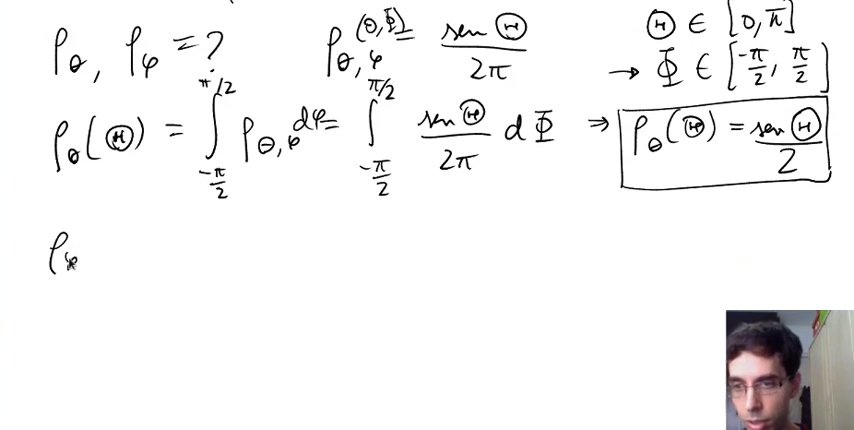 ρ_θ, ρ_φ = ? ρ_{θ,φ}^{(Θ,Φ)} = sen Θ / 2π Θ ∈ [0, π]
→ Φ ∈ [-π/2, π/2]
ρ_θ(Θ) = ∫_{-π/2}^{π/2} ρ_{θ,φ} dφ = ∫_{-π/2}^{π/2} sen Θ / 2π dΦ ⇒ ρ_θ(Θ) = sen Θ / 2
ρ_φ